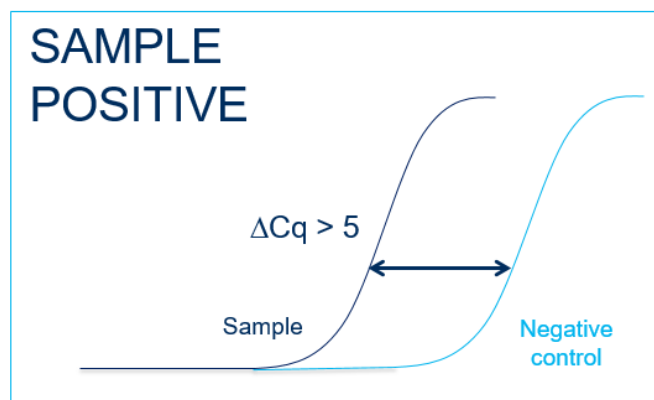 SAMPLE
POSITIVE
ΔCq > 5
Sample
Negative
control